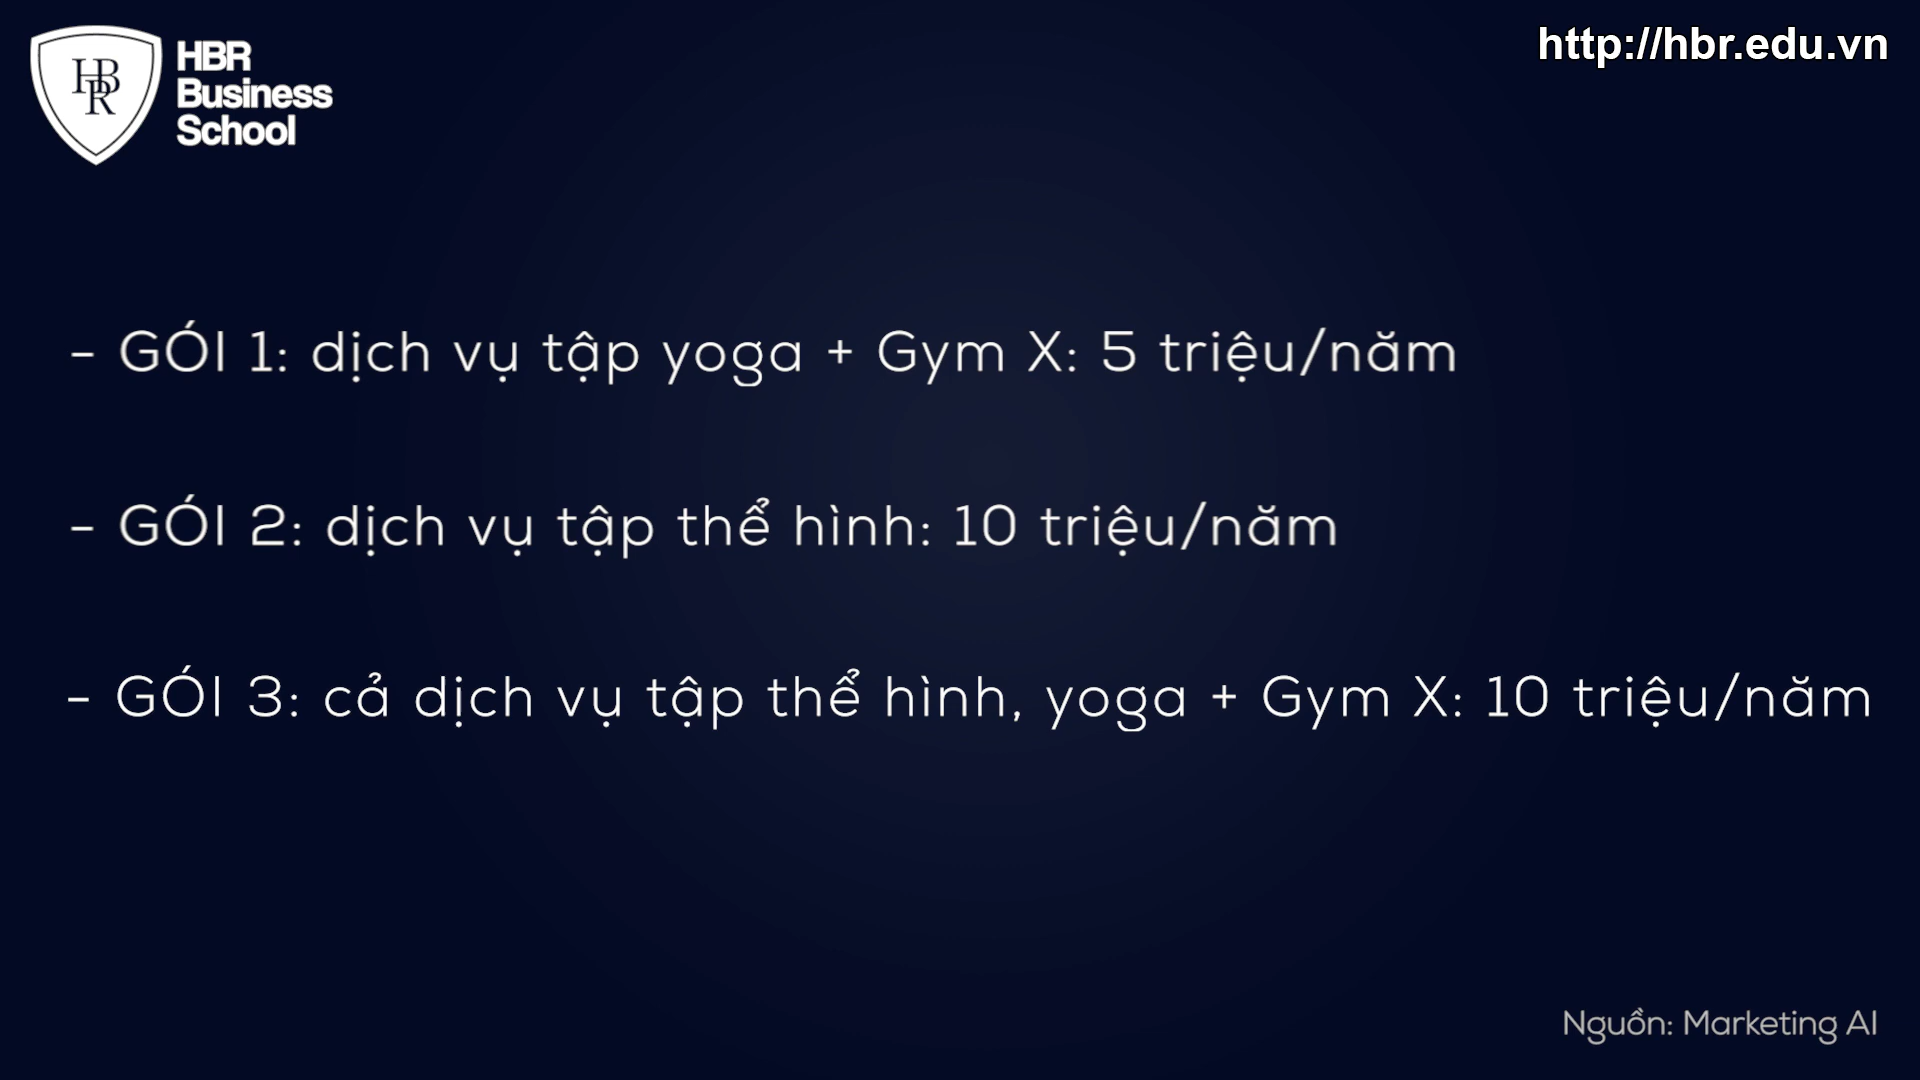 HBR
Business
School
HBR
http://hbr.edu.vn
- GÓI 1: dịch vụ tập yoga + Gym X: 5 triệu/năm
- GÓI 2: dịch vụ tập thể hình: 10 triệu/năm
- GÓI 3: cả dịch vụ tập thể hình, yoga + Gym X: 10 triệu/năm
Nguồn: Marketing AI